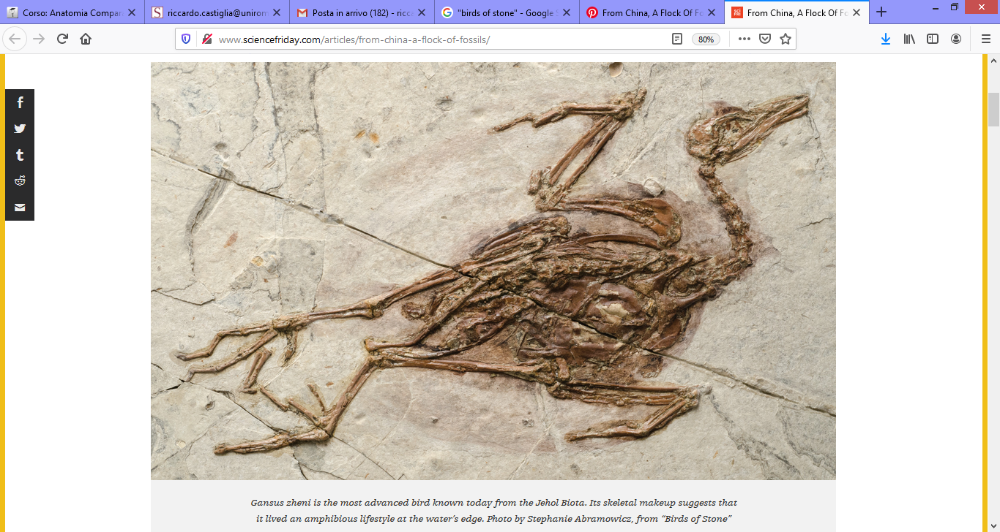 Corso: Anatomia Compar
riccardo.castiglia@unirom
Posta in arrivo (182) - ricc
"birds of stone" - Google S
From China, A Flock Of Fo
From China, A Flock Of Fo
www.sciencefriday.com/articles/from-china-a-flock-of-fossils/
80%
Gansus zheni is the most advanced bird known today from the Jehol Biota. Its skeletal makeup suggests that
it lived an amphibious lifestyle at the water's edge. Photo by Stephanie Abramowicz, from “Birds of Stone”